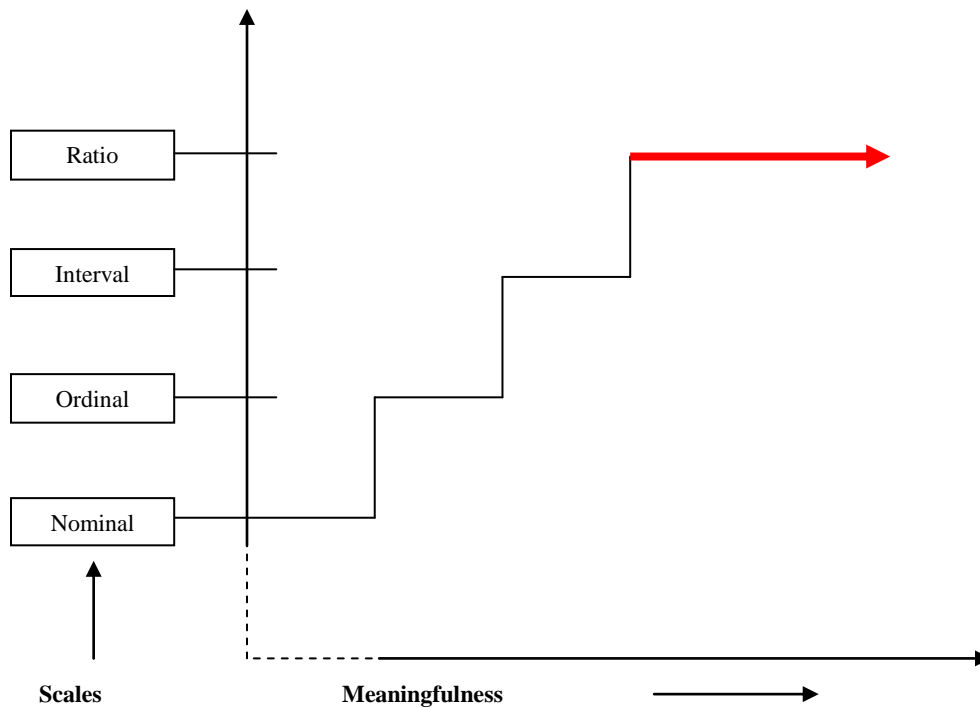 Ratio
Interval
Ordinal
Nominal
Scales Meaningfulness